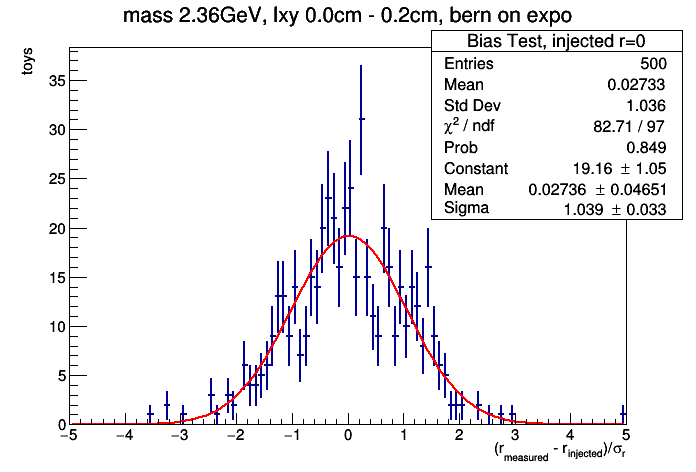 mass 2.36GeV, lxy 0.0cm - 0.2cm, bern on expo
Bias Test, injected r=0
Entries 500
Mean 0.02733
Std Dev 1.036
χ² / ndf 82.71 / 97
Prob 0.849
Constant 19.16 ± 1.05
Mean 0.02736 ± 0.04651
Sigma 1.039 ± 0.033
toys
35
30
25
20
15
10
5
0
−5 −4 −3 −2 −1 0 1 2 3 4 5
(r_measured - r_injected)/σ_r